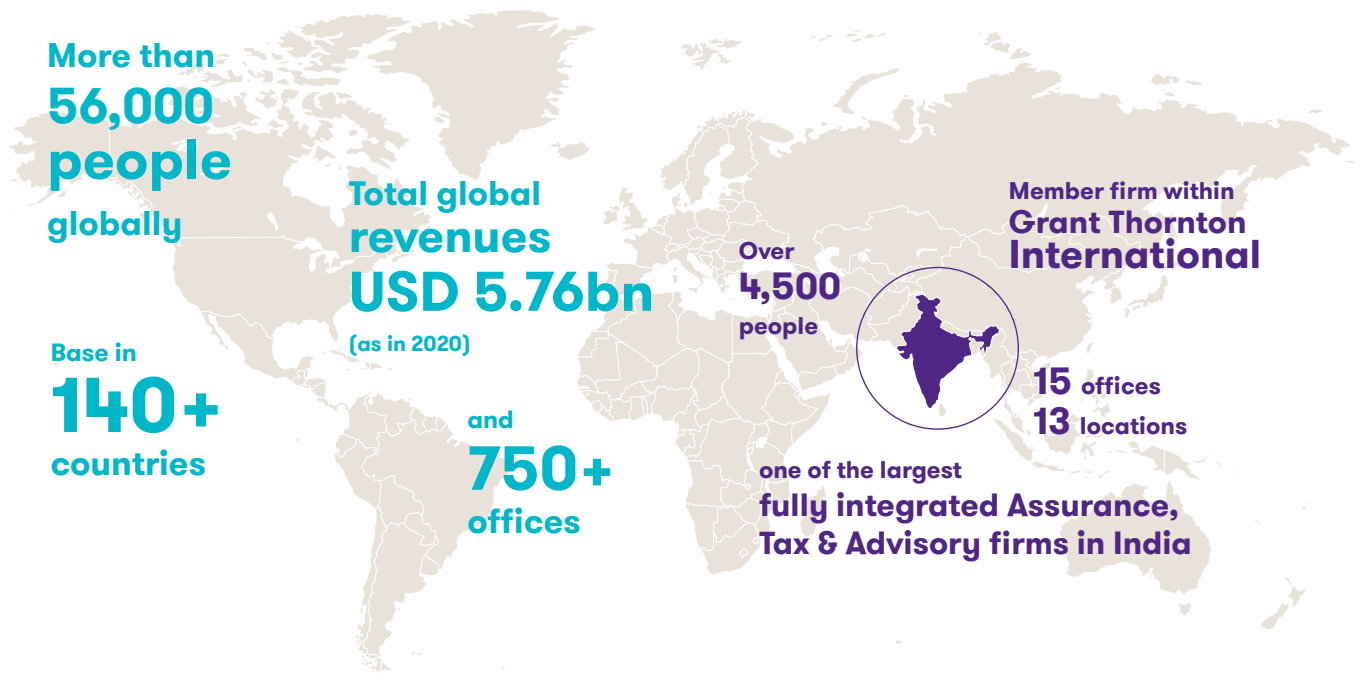 More than
56,000
people
globally
Total global
revenues
USD 5.76bn
(as in 2020)
Base in
140+
countries
and
750+
offices
Over
4,500
people
Member firm within
Grant Thornton
International
15 offices
13 locations
one of the largest
fully integrated Assurance,
Tax & Advisory firms in India